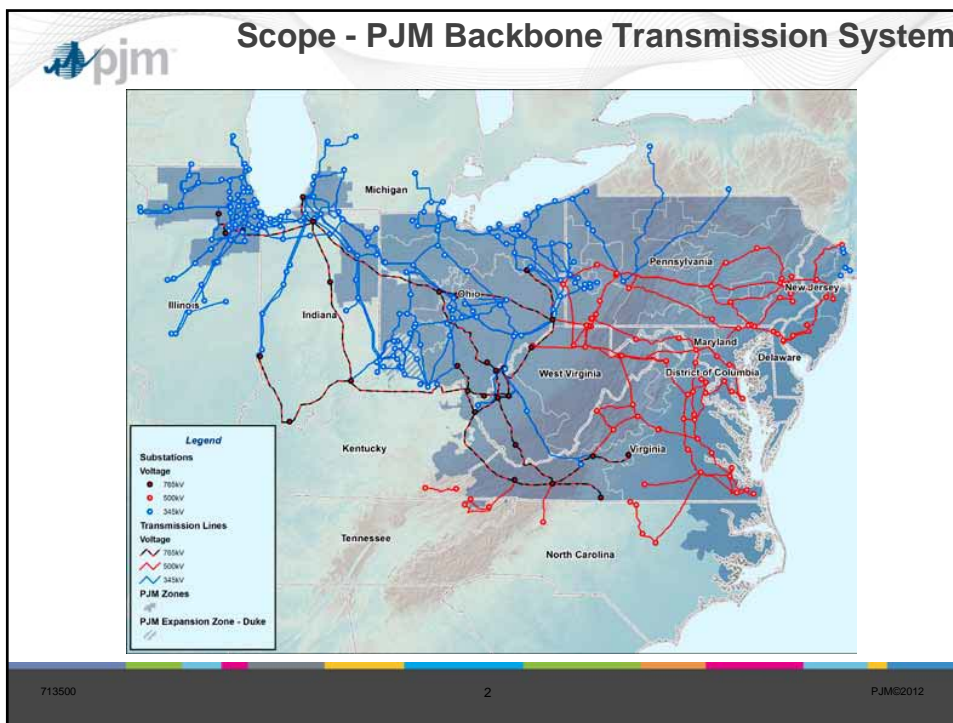 Scope - PJM Backbone Transmission System
pjm
Michigan
Pennsylvania
Ohio
New Jersey
Illinois
Indiana
Maryland
Delaware
West Virginia
District of Columbia
Kentucky
Virginia
Tennessee
North Carolina
Legend
Substations
Voltage
765kV
500kV
345kV
Transmission Lines
Voltage
765kV
500kV
345kV
PJM Zones
PJM Expansion Zone - Duke
713500
2
PJM©2012